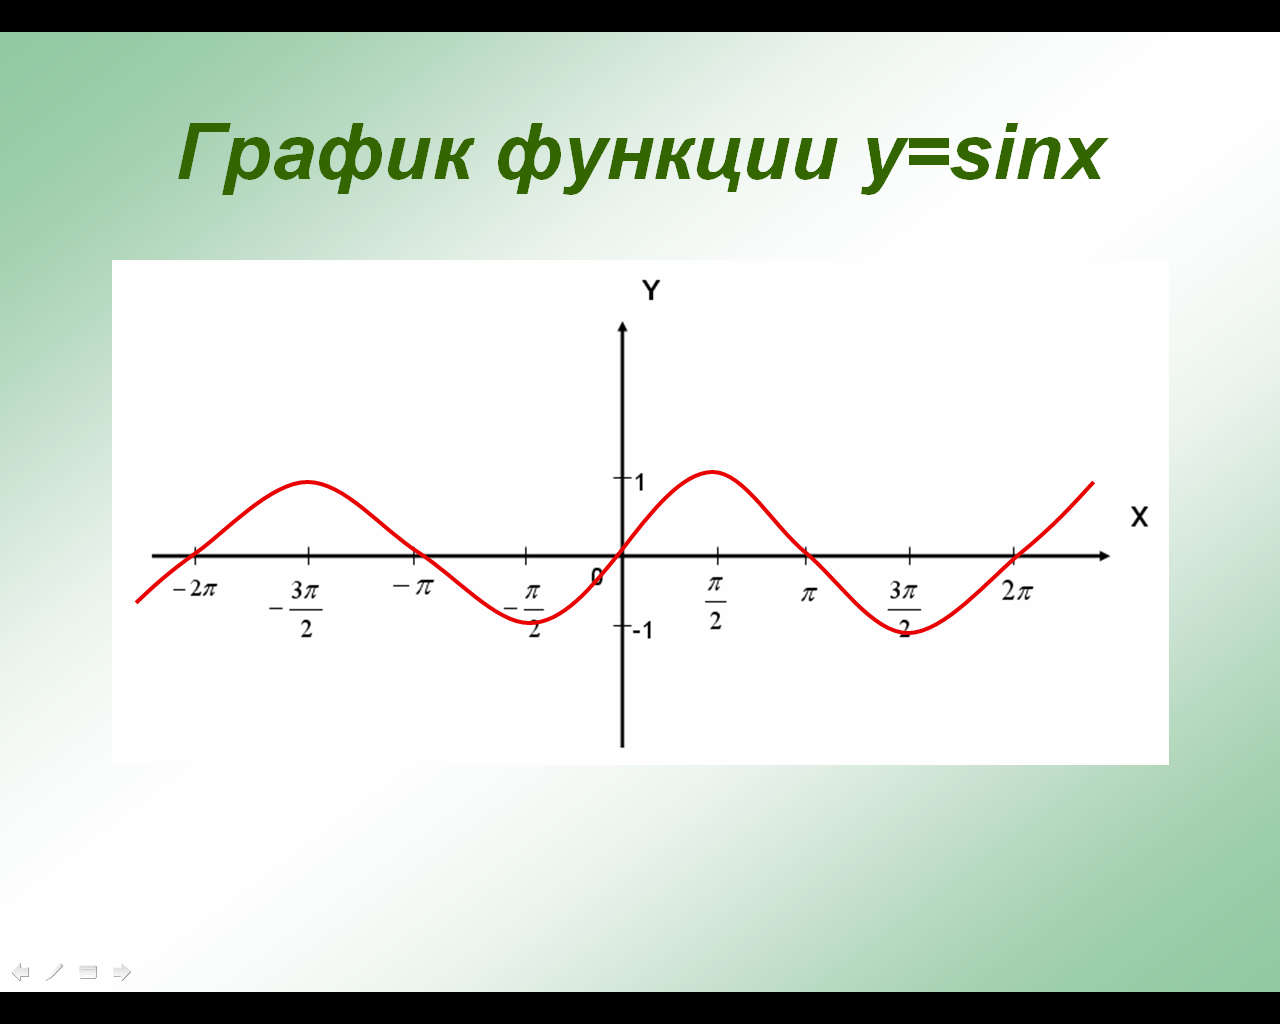 График функции y=sinx
Y
1
X
0
-2π
-3π/2
-π
-π/2
π/2
π
3π/2
2π
-1